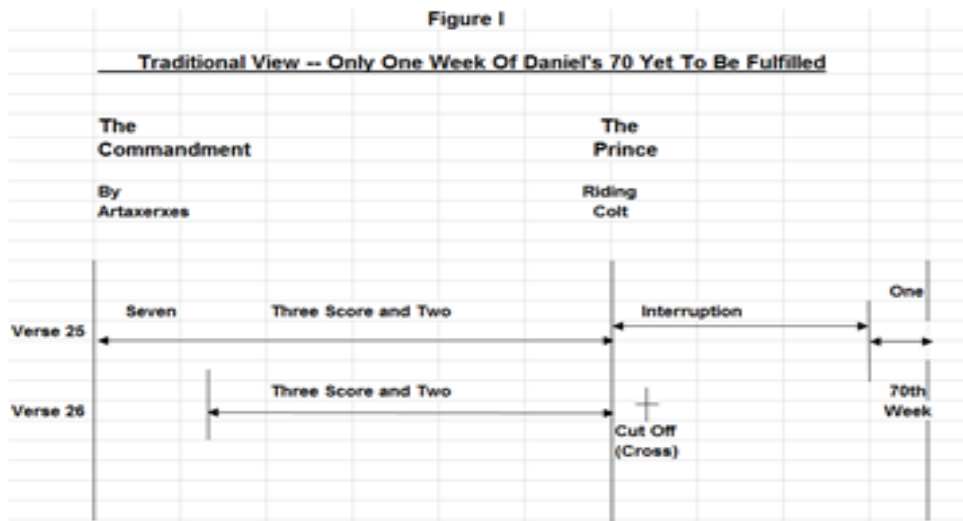 Figure I
Traditional View -- Only One Week Of Daniel's 70 Yet To Be Fulfilled
The
Commandment
The
Prince
By
Artaxerxes
Riding
Colt
One
Seven Three Score and Two Interruption
Verse 25
Three Score and Two
70th
Week
Verse 26
Cut Off
(Cross)